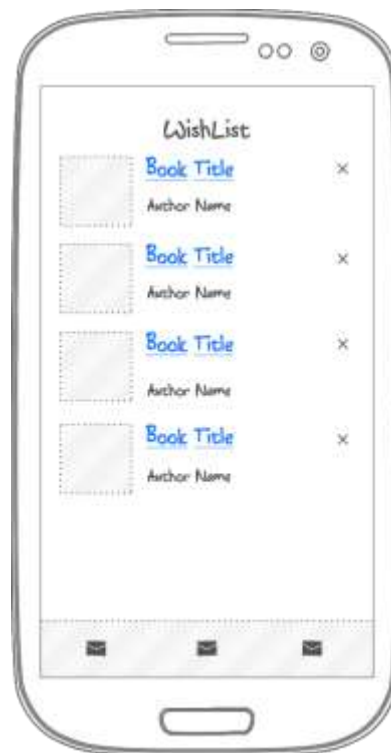 WishList
Book Title
×
Author Name
Book Title
×
Author Name
Book Title
×
Author Name
Book Title
×
Author Name